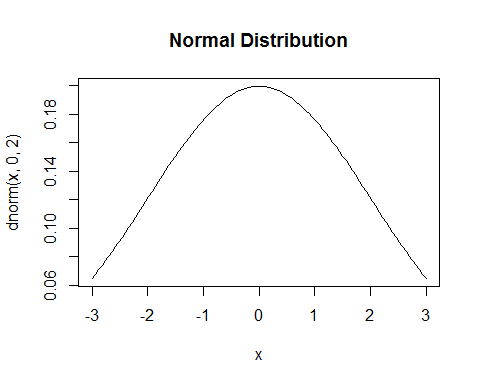 Normal Distribution
dnorm(x, 0, 2)
0.18
0.14
0.10
0.06
-3 -2 -1 0 1 2 3
x